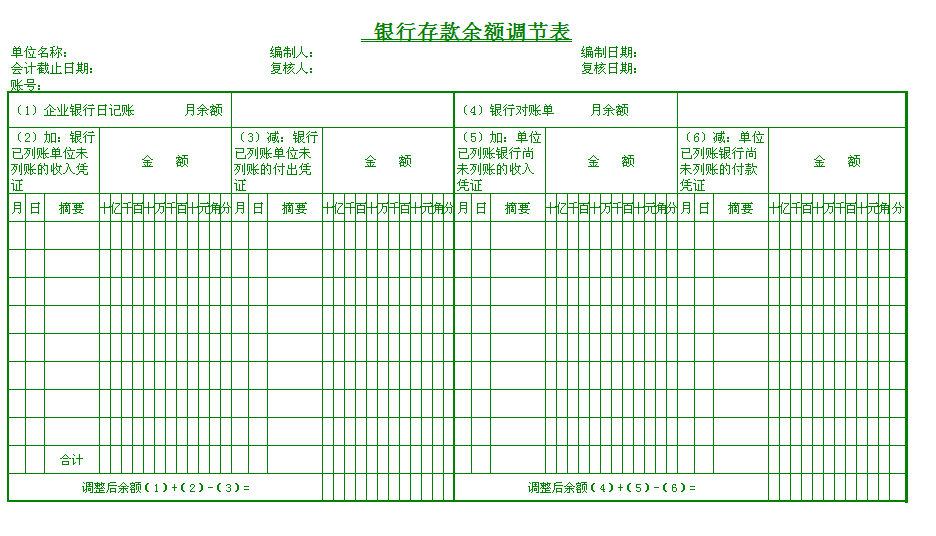 银行存款余额调节表
单位名称： 编制人： 编制日期：
会计截止日期： 复核人： 复核日期：
账号：
（1）企业银行日记账 月余额 （4）银行对账单 月余额
（2）加：银行已列账单位未列账的收入凭证 金 额 （3）减：银行已列账单位未列账的付出凭证 金 额 （5）加：单位已列账银行尚未列账的收入凭证 金 额 （6）减：单位已列账银行尚未列账的付款凭证 金 额
月 日 摘要 十亿千百十万千百十元角分 月 日 摘要 十亿千百十万千百十元角分 月 日 摘要 十亿千百十万千百十元角分 月 日 摘要 十亿千百十万千百十元角分
合计
调整后余额(1)+(2)-(3)= 调整后余额(4)+(5)-(6)=